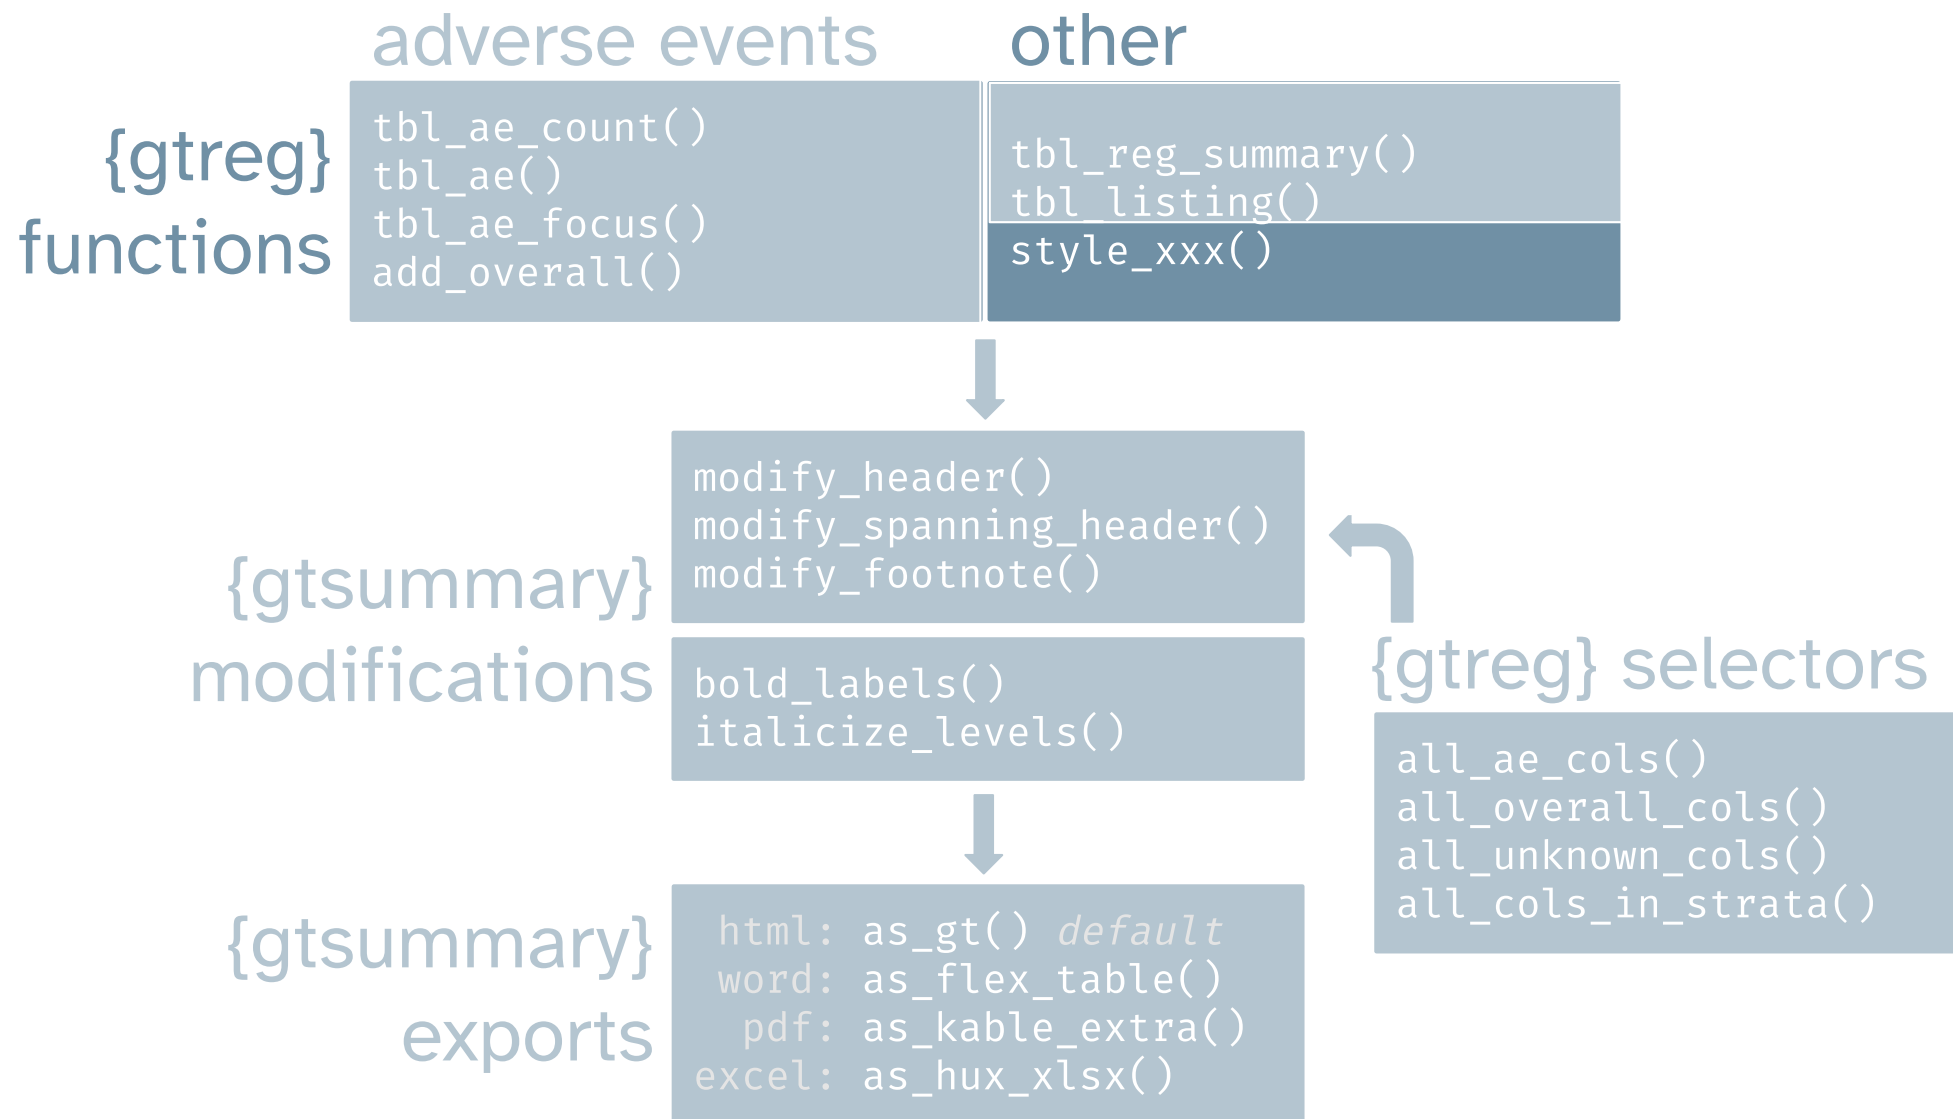 adverse events
other
{gtreg}
functions
tbl_ae_count()
tbl_ae()
tbl_ae_focus()
add_overall()
tbl_reg_summary()
tbl_listing()
style_xxx()
{gtsummary}
modifications
modify_header()
modify_spanning_header()
modify_footnote()
bold_labels()
italicize_levels()
{gtreg} selectors
all_ae_cols()
all_overall_cols()
all_unknown_cols()
all_cols_in_strata()
{gtsummary}
exports
html: as_gt() default
word: as_flex_table()
pdf: as_kable_extra()
excel: as_hux_xlsx()